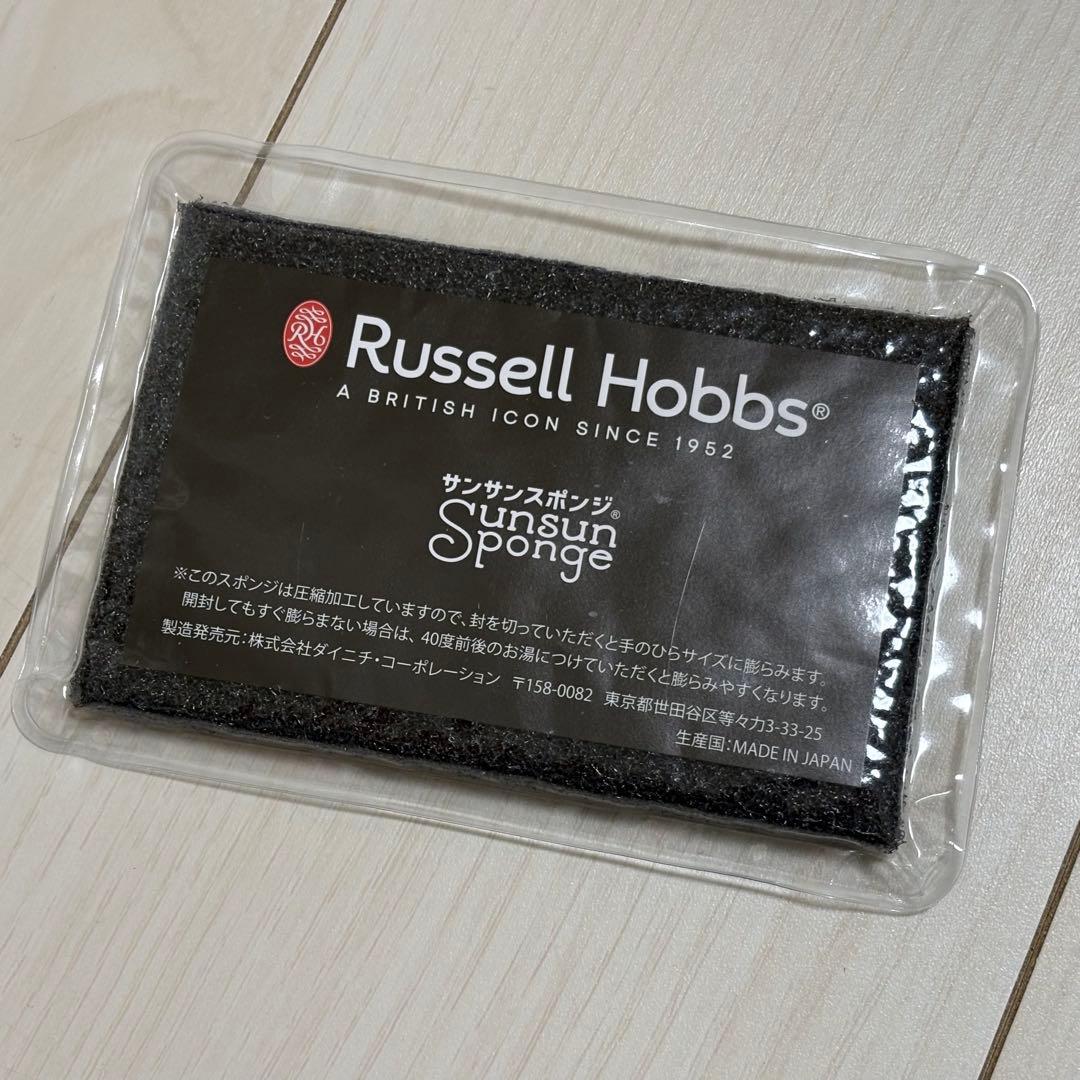 RH
Russell Hobbs®
A BRITISH ICON SINCE 1952
サンサンスポンジ®
Sunsun
Sponge
※このスポンジは圧縮加工していますので、封を切っていただくと手のひらサイズに膨らみます。
開封してもすぐ膨らまない場合は、40度前後のお湯につけていただくと膨らみやすくなります。
製造発売元:株式会社ダイニチ・コーポレーション 〒158-0082 東京都世田谷区等々力3-33-25
生産国:MADE IN JAPAN